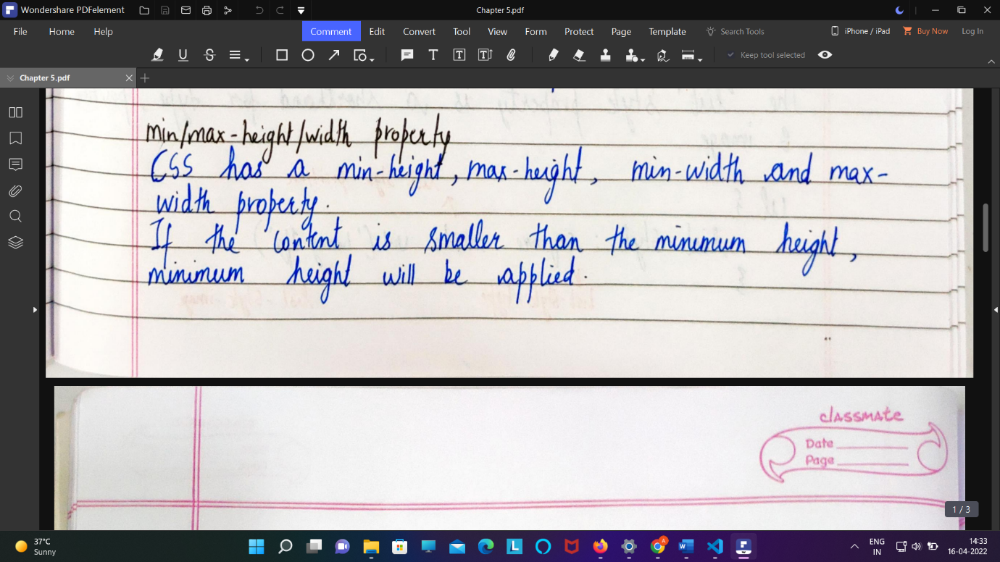 Wondershare PDFelement
Chapter 5.pdf
File Home Help Comment Edit Convert Tool View Form Protect Page Template Search Tools iPhone / iPad Buy Now Log In
Keep tool selected
Chapter 5.pdf
min/max-height/width property
CSS has a min-height, max-height, min-width and max-
width property.
If the content is smaller than the minimum height,
minimum height will be applied.
classmate
Date
Page
1 / 3
37°C
Sunny
ENG
IN
14:33
16-04-2022